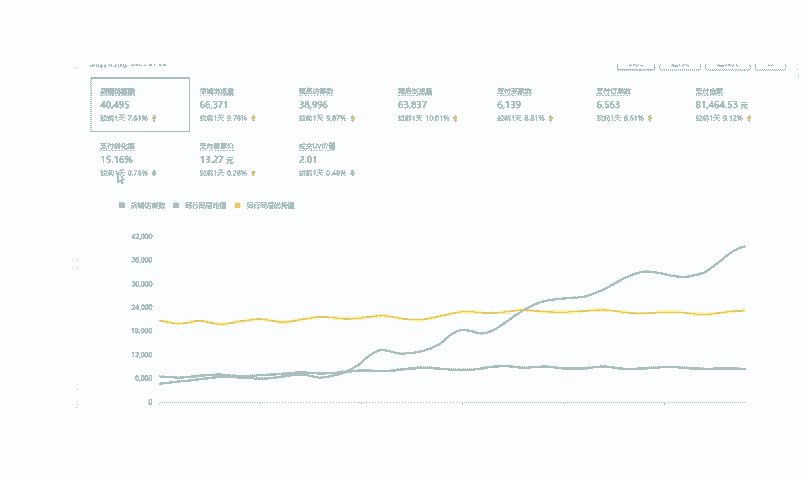 店铺访客数 店铺浏览量 商品访客数 商品浏览量 支付买家数 支付订单数 支付金额
40,495 66,371 38,996 63,837 6,139 6,563 81,464.53 元
较前1天 7.61% 较前1天 9.78% 较前1天 9.87% 较前1天 10.01% 较前1天 8.81% 较前1天 8.61% 较前1天 9.12%
支付转化率 支付客单价 成交UV价值
15.16% 13.27 元 2.01
较前1天 0.76% 较前1天 0.28% 较前1天 0.48%
店铺访客数 同行同层均值 同行同层优秀值
42,000
36,000
30,000
24,000
18,000
12,000
6,000
0